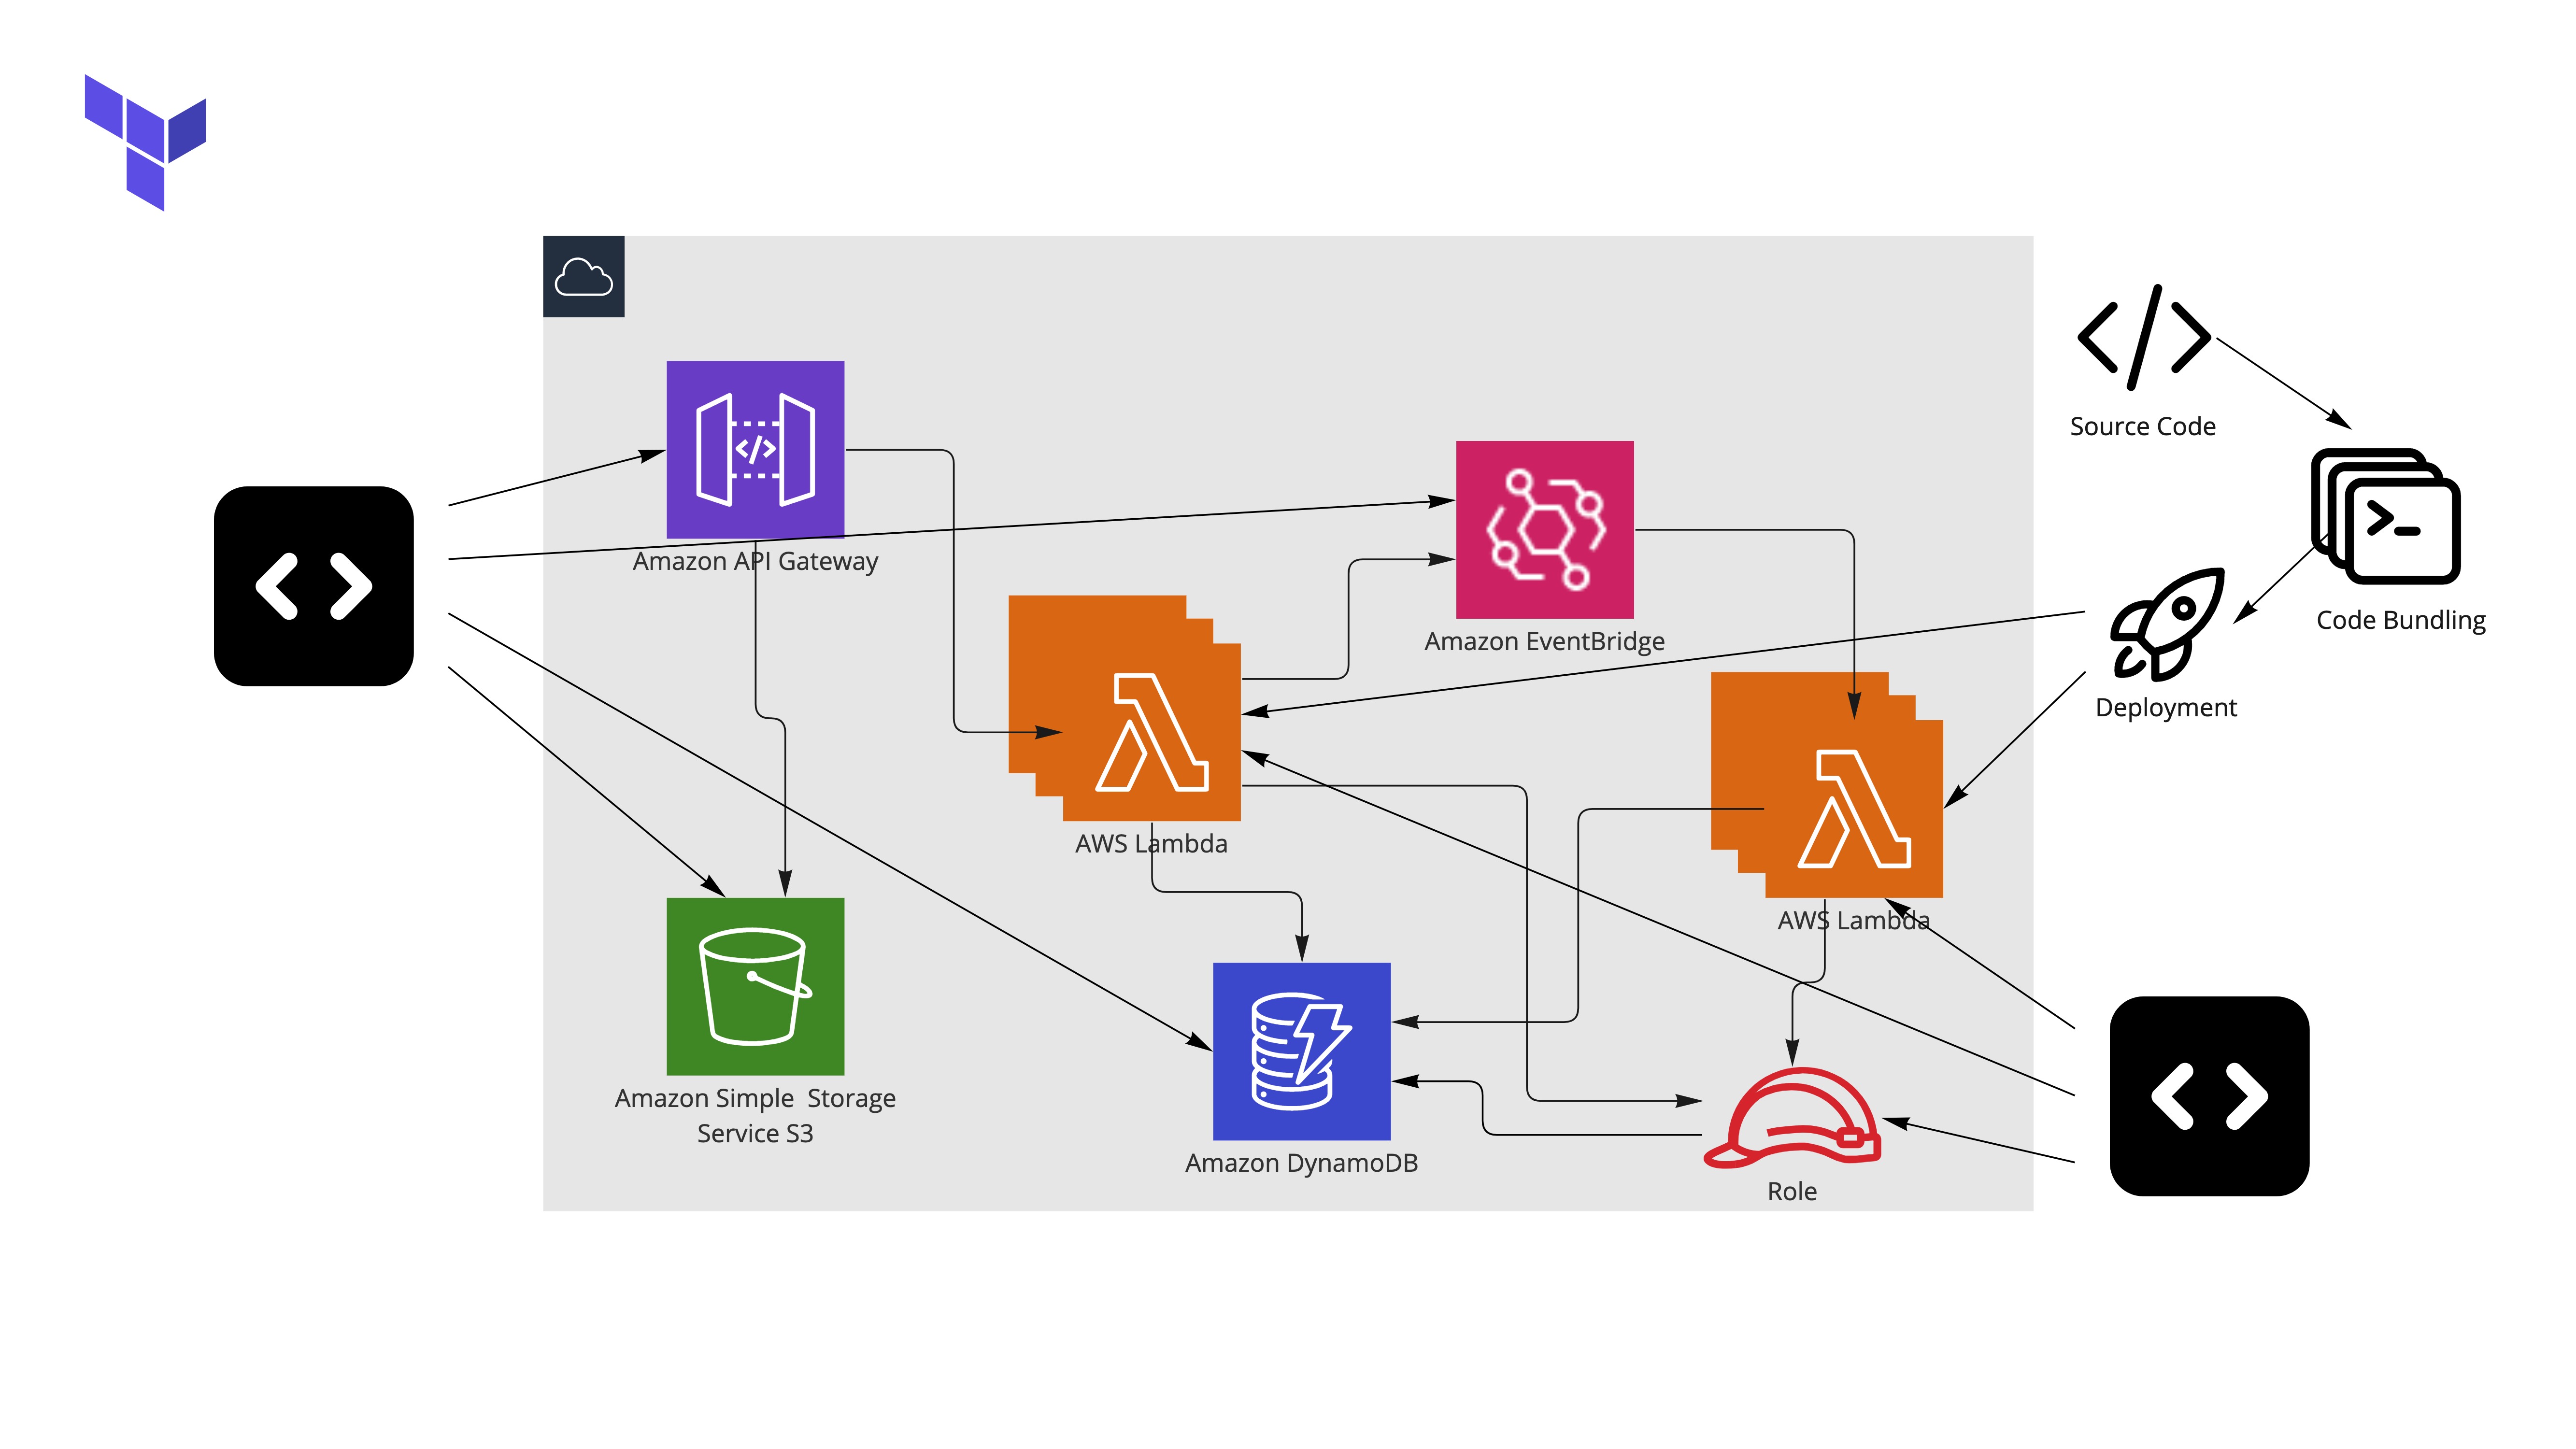 Source Code
Amazon API Gateway
Code Bundling
Amazon EventBridge
Deployment
AWS Lambda
AWS Lambda
Amazon Simple  Storage
Service S3
Amazon DynamoDB
Role